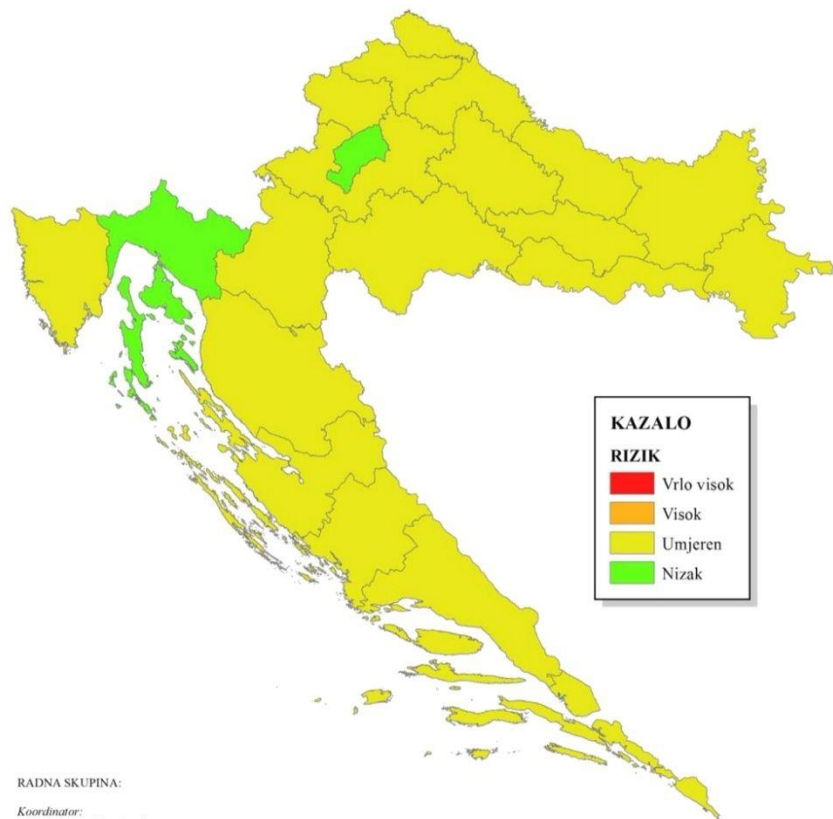 KAZALO
RIZIK
Vrlo visok
Visok
Umjeren
Nizak
RADNA SKUPINA:
Koordinator: